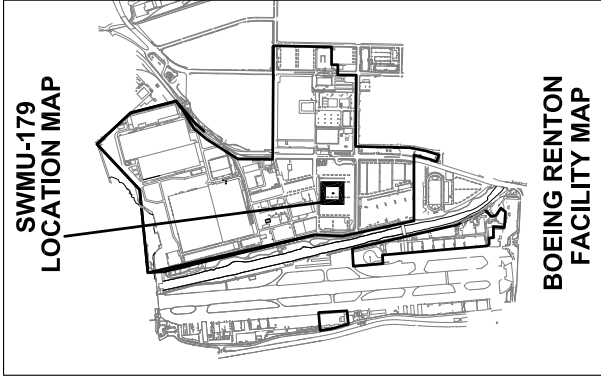 SWMU-179
LOCATION MAP
BOEING RENTON
FACILITY MAP